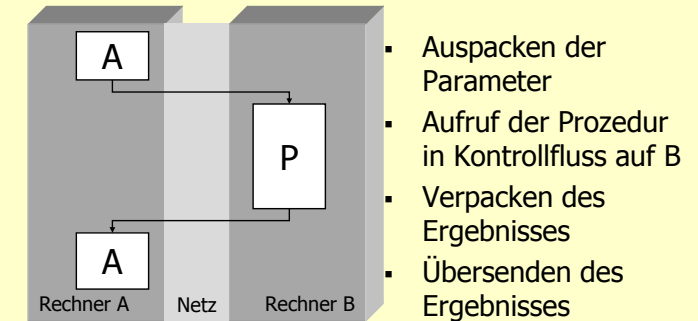 A
P
A
Rechner A
Netz
Rechner B
▪ Auspacken der
Parameter
▪ Aufruf der Prozedur
in Kontrollfluss auf B
▪ Verpacken des
Ergebnisses
▪ Übersenden des
Ergebnisses